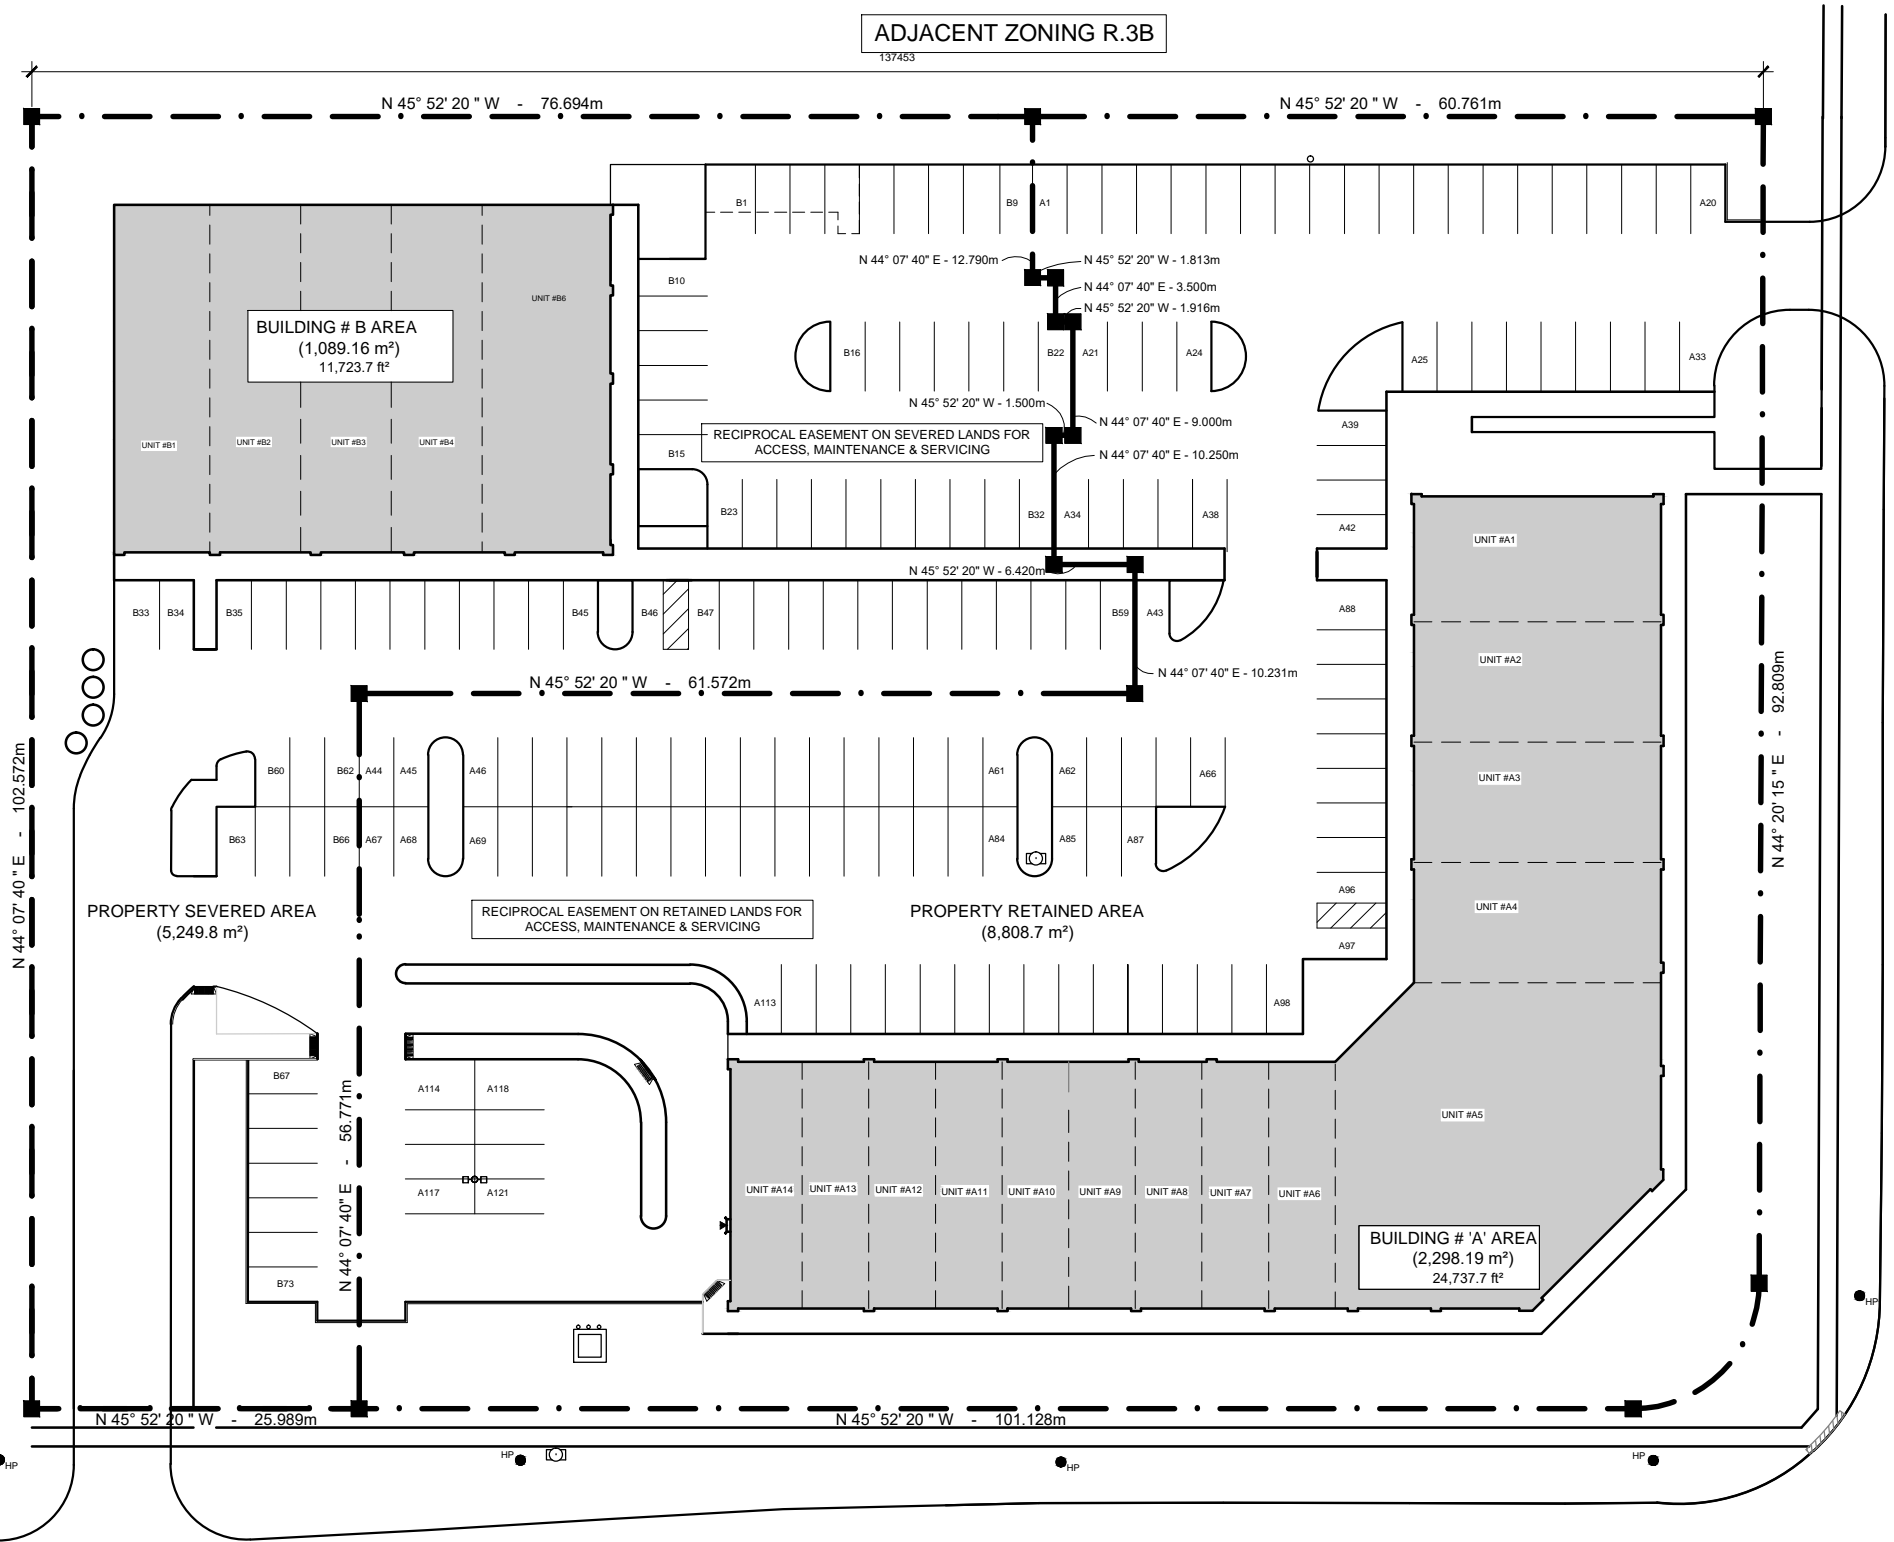 ADJACENT ZONING R.3B
137453
N 45° 52' 20 " W - 76.694m
N 45° 52' 20 " W - 60.761m
B1
B9
A1
A20
N 44° 07' 40" E - 12.790m
N 45° 52' 20" W - 1.813m
B10
N 44° 07' 40" E - 3.500m
UNIT #B6
N 45° 52' 20" W - 1.916m
BUILDING # B AREA
(1,089.16 m²)
11,723.7 ft²
B16
B22
A21
A24
A25
A33
N 45° 52' 20" W - 1.500m
N 44° 07' 40" E - 9.000m
A39
RECIPROCAL EASEMENT ON SEVERED LANDS FOR
ACCESS, MAINTENANCE & SERVICING
UNIT #B1
UNIT #B2
UNIT #B3
UNIT #B4
B15
N 44° 07' 40" E - 10.250m
B23
B32
A34
A38
A42
UNIT #A1
N 45° 52' 20" W - 6.420m
B33
B34
B35
B45
B46
B47
B59
A43
A88
UNIT #A2
N 44° 07' 40" E - 10.231m
N 45° 52' 20 " W - 61.572m
N 44° 20' 15 " E - 92.809m
N 44° 07' 40 " E - 102.572m
B60
B62
A44
A45
A46
A61
A62
A66
UNIT #A3
B63
B66
A67
A68
A69
A84
A85
A87
A96
UNIT #A4
PROPERTY SEVERED AREA
(5,249.8 m²)
RECIPROCAL EASEMENT ON RETAINED LANDS FOR
ACCESS, MAINTENANCE & SERVICING
PROPERTY RETAINED AREA
(8,808.7 m²)
A97
A113
A98
B67
A114
A118
N 44° 07' 40" E - 56.771m
UNIT #A5
A117
A121
UNIT #A14
UNIT #A13
UNIT #A12
UNIT #A11
UNIT #A10
UNIT #A9
UNIT #A8
UNIT #A7
UNIT #A6
BUILDING # 'A' AREA
(2,298.19 m²)
24,737.7 ft²
B73
HP
N 45° 52' 20 " W - 25.989m
N 45° 52' 20 " W - 101.128m
HP
HP
HP
HP